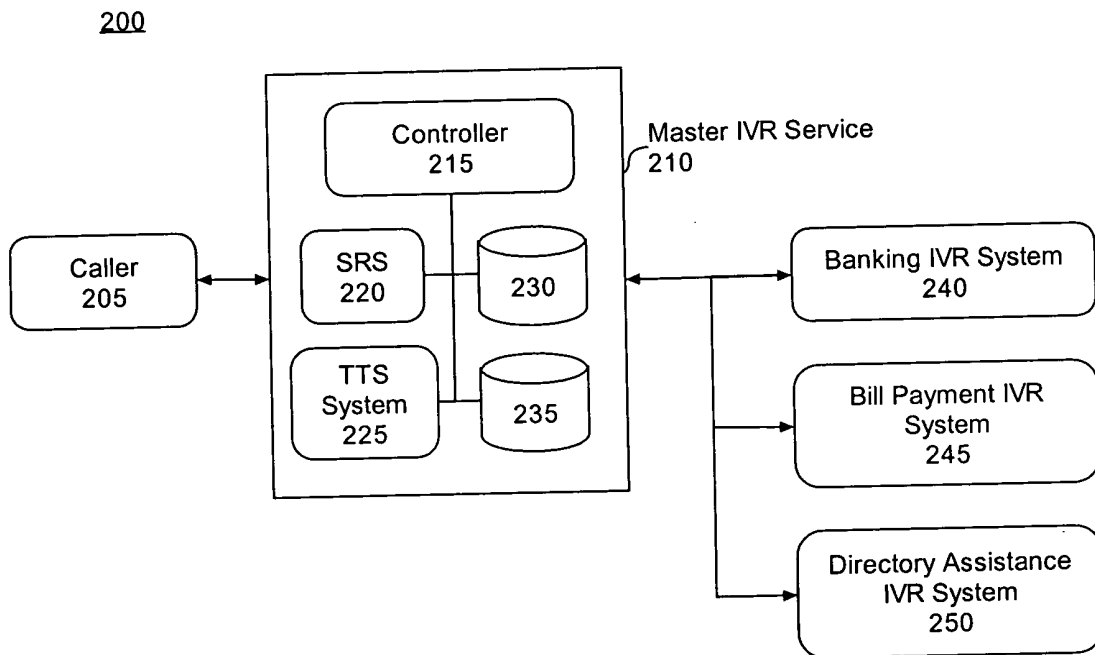 200
Controller
215
Master IVR Service
210
SRS
220
230
Caller
205
Banking IVR System
240
TTS
System
225
235
Bill Payment IVR
System
245
Directory Assistance
IVR System
250